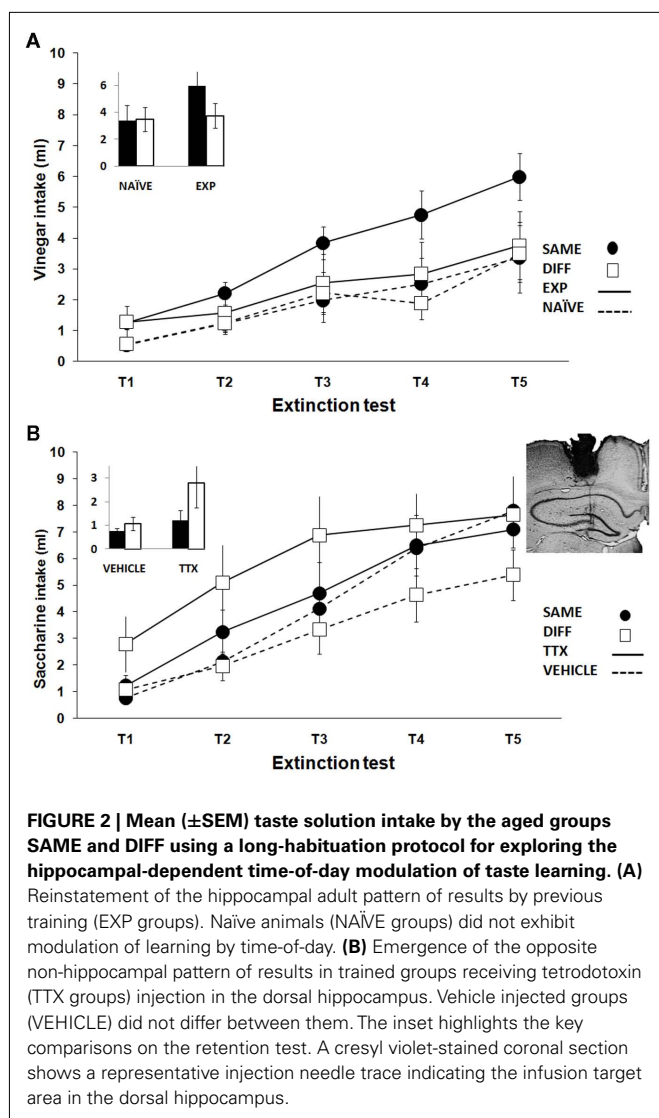 A
10
9
8
7
6
5
4
3
2
1
0
Vinegar intake (ml)
6
4
2
0
NAÏVE EXP
SAME
DIFF
EXP
NAÏVE
T1 T2 T3 T4 T5
Extinction test
B
10
9
8
7
6
5
4
3
2
1
0
Saccharine intake (ml)
3
2
1
0
VEHICLE TTX
SAME
DIFF
TTX
VEHICLE
T1 T2 T3 T4 T5
Extinction test
FIGURE 2 | Mean (±SEM) taste solution intake by the aged groups
SAME and DIFF using a long-habituation protocol for exploring the
hippocampal-dependent time-of-day modulation of taste learning. (A)
Reinstatement of the hippocampal adult pattern of results by previous
training (EXP groups). Naïve animals (NAÏVE groups) did not exhibit
modulation of learning by time-of-day. (B) Emergence of the opposite
non-hippocampal pattern of results in trained groups receiving tetrodotoxin
(TTX groups) injection in the dorsal hippocampus. Vehicle injected groups
(VEHICLE) did not differ between them. The inset highlights the key
comparisons on the retention test. A cresyl violet-stained coronal section
shows a representative injection needle trace indicating the infusion target
area in the dorsal hippocampus.